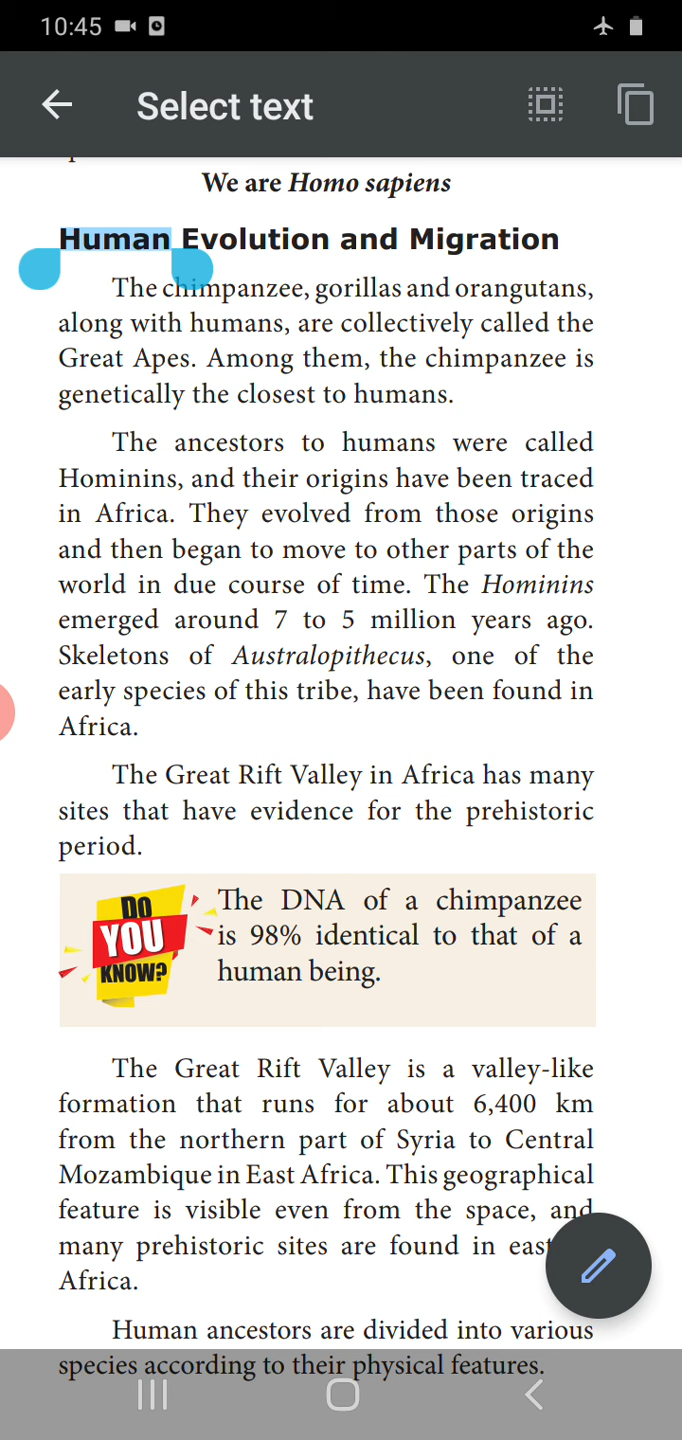 10:45
Select text
We are Homo sapiens
Human Evolution and Migration
The chimpanzee, gorillas and orangutans,
along with humans, are collectively called the
Great Apes. Among them, the chimpanzee is
genetically the closest to humans.
The ancestors to humans were called
Hominins, and their origins have been traced
in Africa. They evolved from those origins
and then began to move to other parts of the
world in due course of time. The Hominins
emerged around 7 to 5 million years ago.
Skeletons of Australopithecus, one of the
early species of this tribe, have been found in
Africa.
The Great Rift Valley in Africa has many
sites that have evidence for the prehistoric
period.
DO
YOU
KNOW?
The DNA of a chimpanzee
is 98% identical to that of a
human being.
The Great Rift Valley is a valley-like
formation that runs for about 6,400 km
from the northern part of Syria to Central
Mozambique in East Africa. This geographical
feature is visible even from the space, and
many prehistoric sites are found in
Africa.
Human ancestors are divided into various
species according to their physical features.